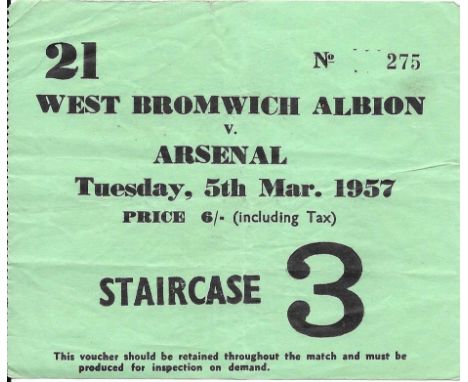 21 Nº 275
WEST BROMWICH ALBION
v.
ARSENAL
Tuesday, 5th Mar. 1957
PRICE 6/- (including Tax)
STAIRCASE 3
This voucher should be retained throughout the match and must be
produced for inspection on demand.